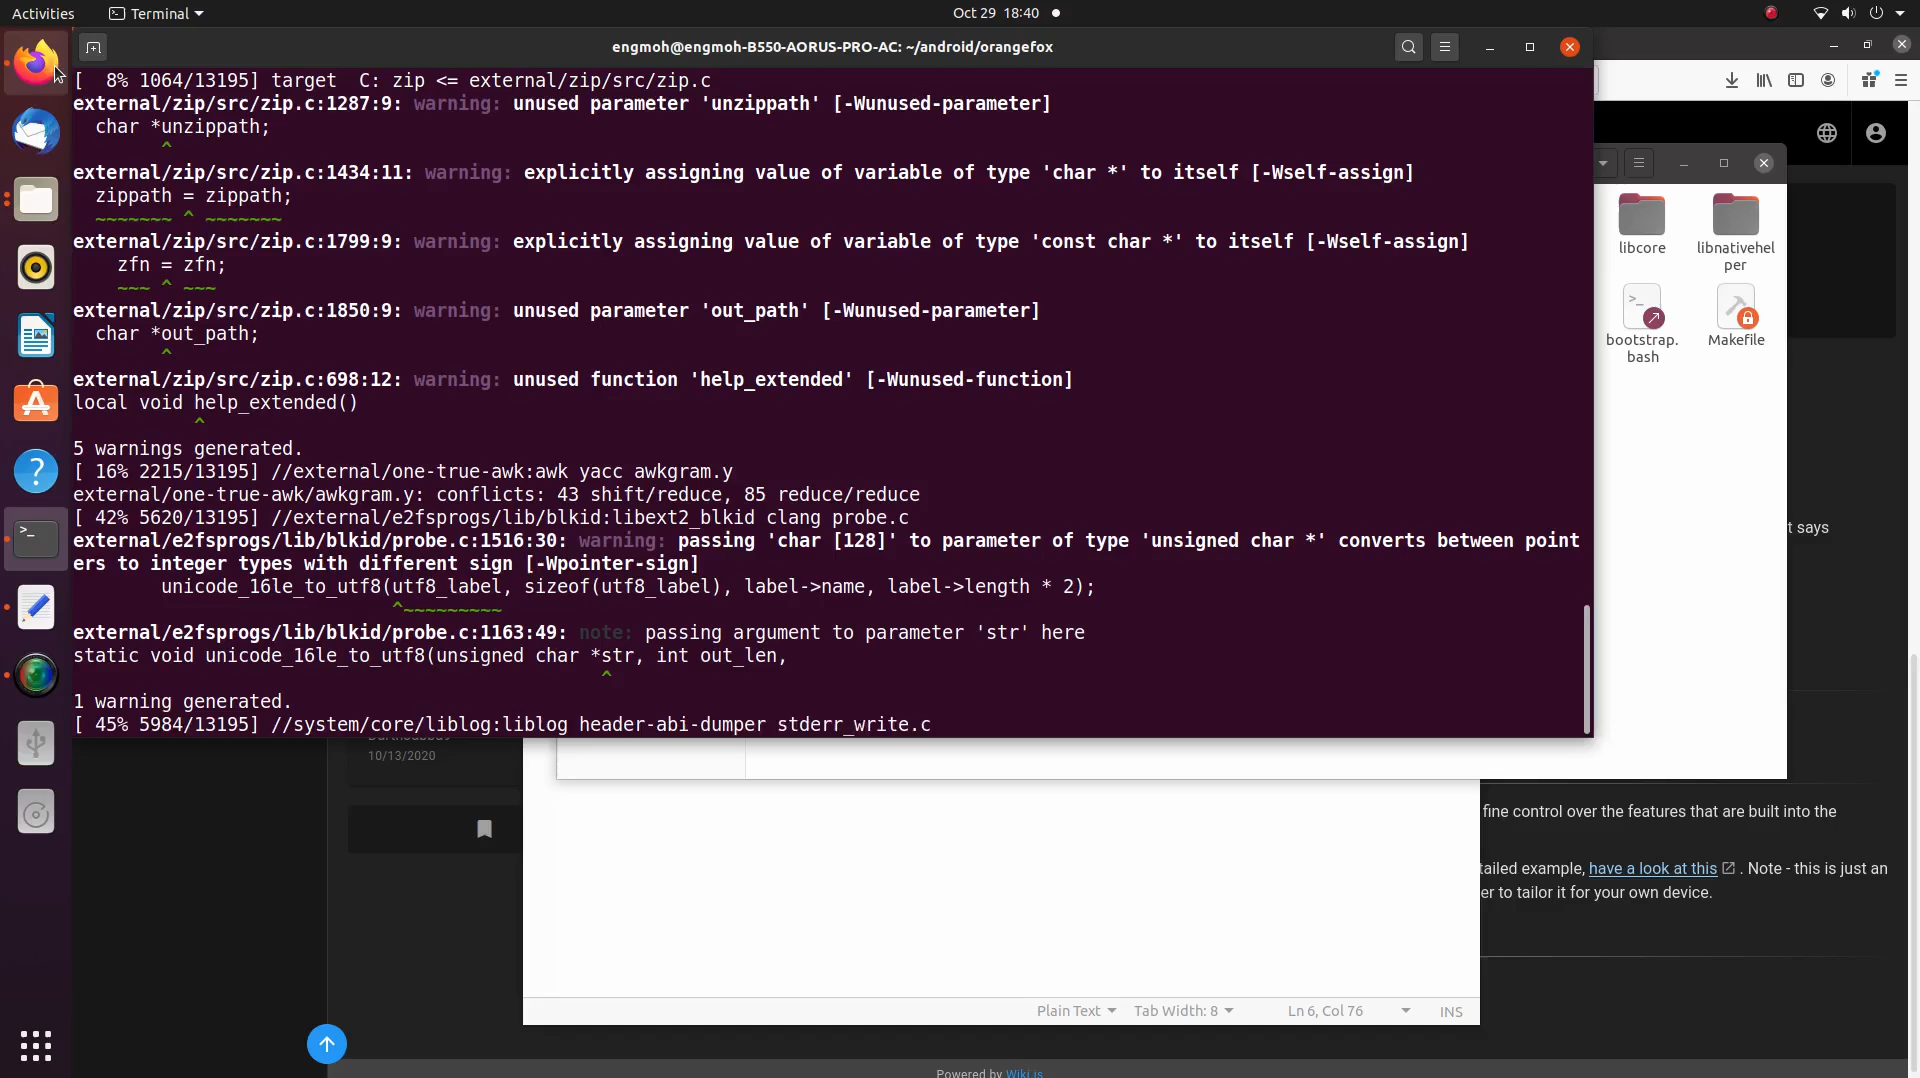 Activities
Terminal
Oct 29 18:40
engmoh@engmoh-B550-AORUS-PRO-AC: ~/android/orangefox
[  8% 1064/13195] target  C: zip <= external/zip/src/zip.c
external/zip/src/zip.c:1287:9: warning: unused parameter 'unzippath' [-Wunused-parameter]
  char *unzippath;
        ^
external/zip/src/zip.c:1434:11: warning: explicitly assigning value of variable of type 'char *' to itself [-Wself-assign]
  zippath = zippath;
  ~~~~~~~ ^ ~~~~~~~
external/zip/src/zip.c:1799:9: warning: explicitly assigning value of variable of type 'const char *' to itself [-Wself-assign]
    zfn = zfn;
    ~~~ ^ ~~~
external/zip/src/zip.c:1850:9: warning: unused parameter 'out_path' [-Wunused-parameter]
  char *out_path;
        ^
external/zip/src/zip.c:698:12: warning: unused function 'help_extended' [-Wunused-function]
local void help_extended()
           ^
5 warnings generated.
[ 16% 2215/13195] //external/one-true-awk:awk yacc awkgram.y
external/one-true-awk/awkgram.y: conflicts: 43 shift/reduce, 85 reduce/reduce
[ 42% 5620/13195] //external/e2fsprogs/lib/blkid:libext2_blkid clang probe.c
external/e2fsprogs/lib/blkid/probe.c:1516:30: warning: passing 'char [128]' to parameter of type 'unsigned char *' converts between point
ers to integer types with different sign [-Wpointer-sign]
        unicode_16le_to_utf8(utf8_label, sizeof(utf8_label), label->name, label->length * 2);
                             ^~~~~~~~~~
external/e2fsprogs/lib/blkid/probe.c:1163:49: note: passing argument to parameter 'str' here
static void unicode_16le_to_utf8(unsigned char *str, int out_len,
                                                ^
1 warning generated.
[ 45% 5984/13195] //system/core/liblog:liblog header-abi-dumper stderr_write.c
libcore
libnativehel
per
bootstrap.
bash
Makefile
t says
10/13/2020
fine control over the features that are built into the
tailed example, have a look at this . Note - this is just an
er to tailor it for your own device.
Plain Text
Tab Width: 8
Ln 6, Col 76
INS
Powered by Wiki.js